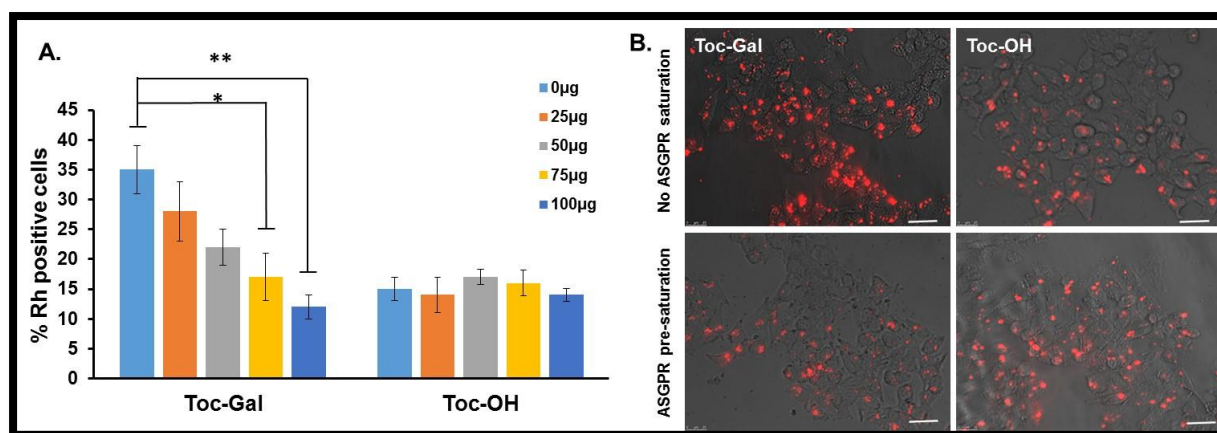 A.
**
*
0µg
25µg
50µg
75µg
100µg
% Rh positive cells
45
40
35
30
25
20
15
10
5
0
Toc-Gal
Toc-OH
B.
Toc-Gal
Toc-OH
No ASGPR saturation
ASGPR pre-saturation